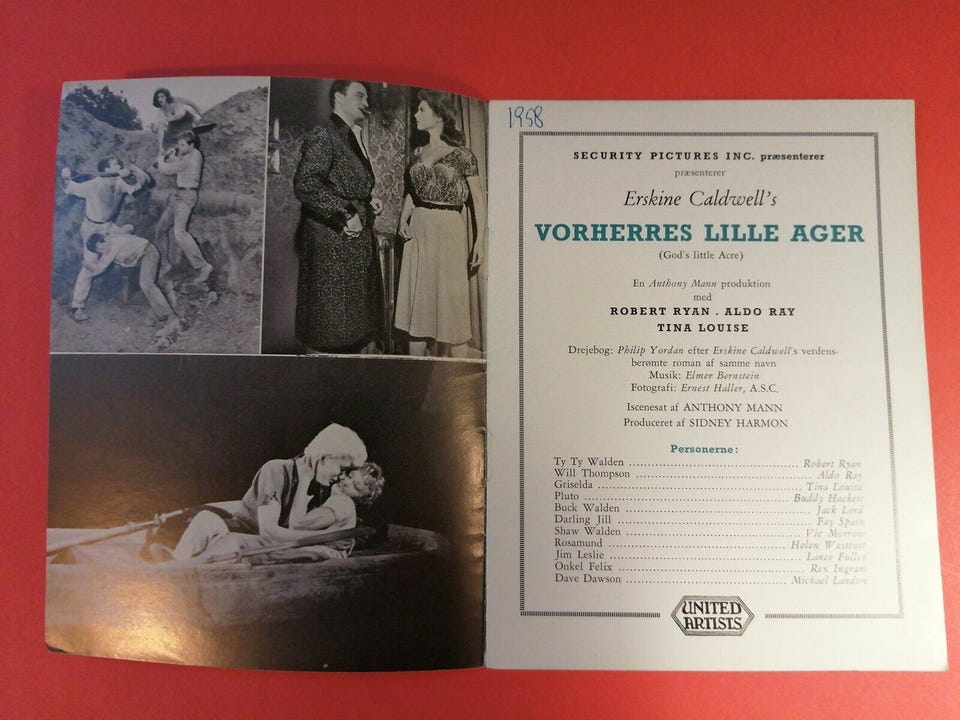 1958
SECURITY PICTURES INC. præsenterer
præsenterer
Erskine Caldwell's
VORHERRES LILLE AGER
(God's little Acre)
En Anthony Mann produktion
med
ROBERT RYAN . ALDO RAY
TINA LOUISE
Drejebog: Philip Yordan efter Erskine Caldwell's verdens-
berømte roman af samme navn
Musik: Elmer Bernstein
Fotografi: Ernest Haller, A.S.C.
Iscenesat af ANTHONY MANN
Produceret af SIDNEY HARMON
Personerne:
Ty Ty Walden ........ Robert Ryan
Will Thompson ........ Aldo Ray
Griselda ........ Tina Louise
Pluto ........ Buddy Hackett
Buck Walden ........ Jack Lord
Darling Jill ........ Fay Spain
Shaw Walden ........ Vic Morrow
Rosamund ........ Helen Westcott
Jim Leslie ........ Lance Fuller
Onkel Felix ........ Rex Ingram
Dave Dawson ........ Michael Landon
UNITED
ARTISTS